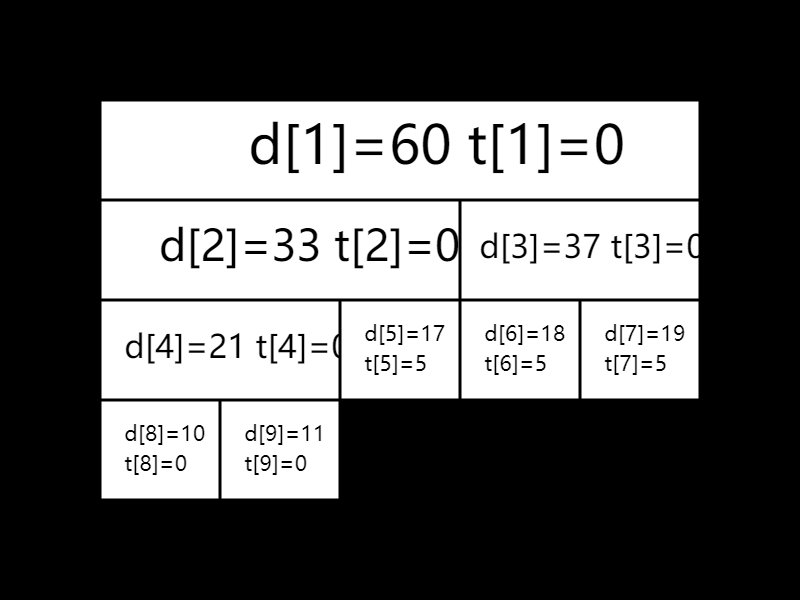 d[1]=60 t[1]=0
d[2]=33 t[2]=0
d[3]=37 t[3]=0
d[4]=21 t[4]=0
d[5]=17
t[5]=5
d[6]=18
t[6]=5
d[7]=19
t[7]=5
d[8]=10
t[8]=0
d[9]=11
t[9]=0